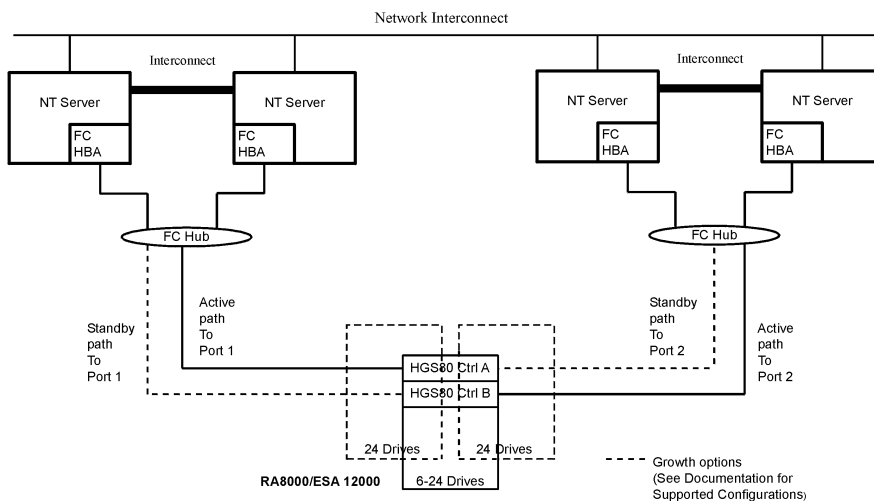 Network Interconnect
Interconnect
Interconnect
NT Server
NT Server
NT Server
NT Server
FC
HBA
FC
HBA
FC
HBA
FC
HBA
FC Hub
FC Hub
Standby
path
To
Port 1
Active
path
To
Port 1
Standby
path
To
Port 2
Active
path
To
Port 2
HGS80 Ctrl A
HGS80 Ctrl B
24 Drives
24 Drives
RA8000/ESA 12000
6-24 Drives
Growth options
(See Documentation for
Supported Configurations)